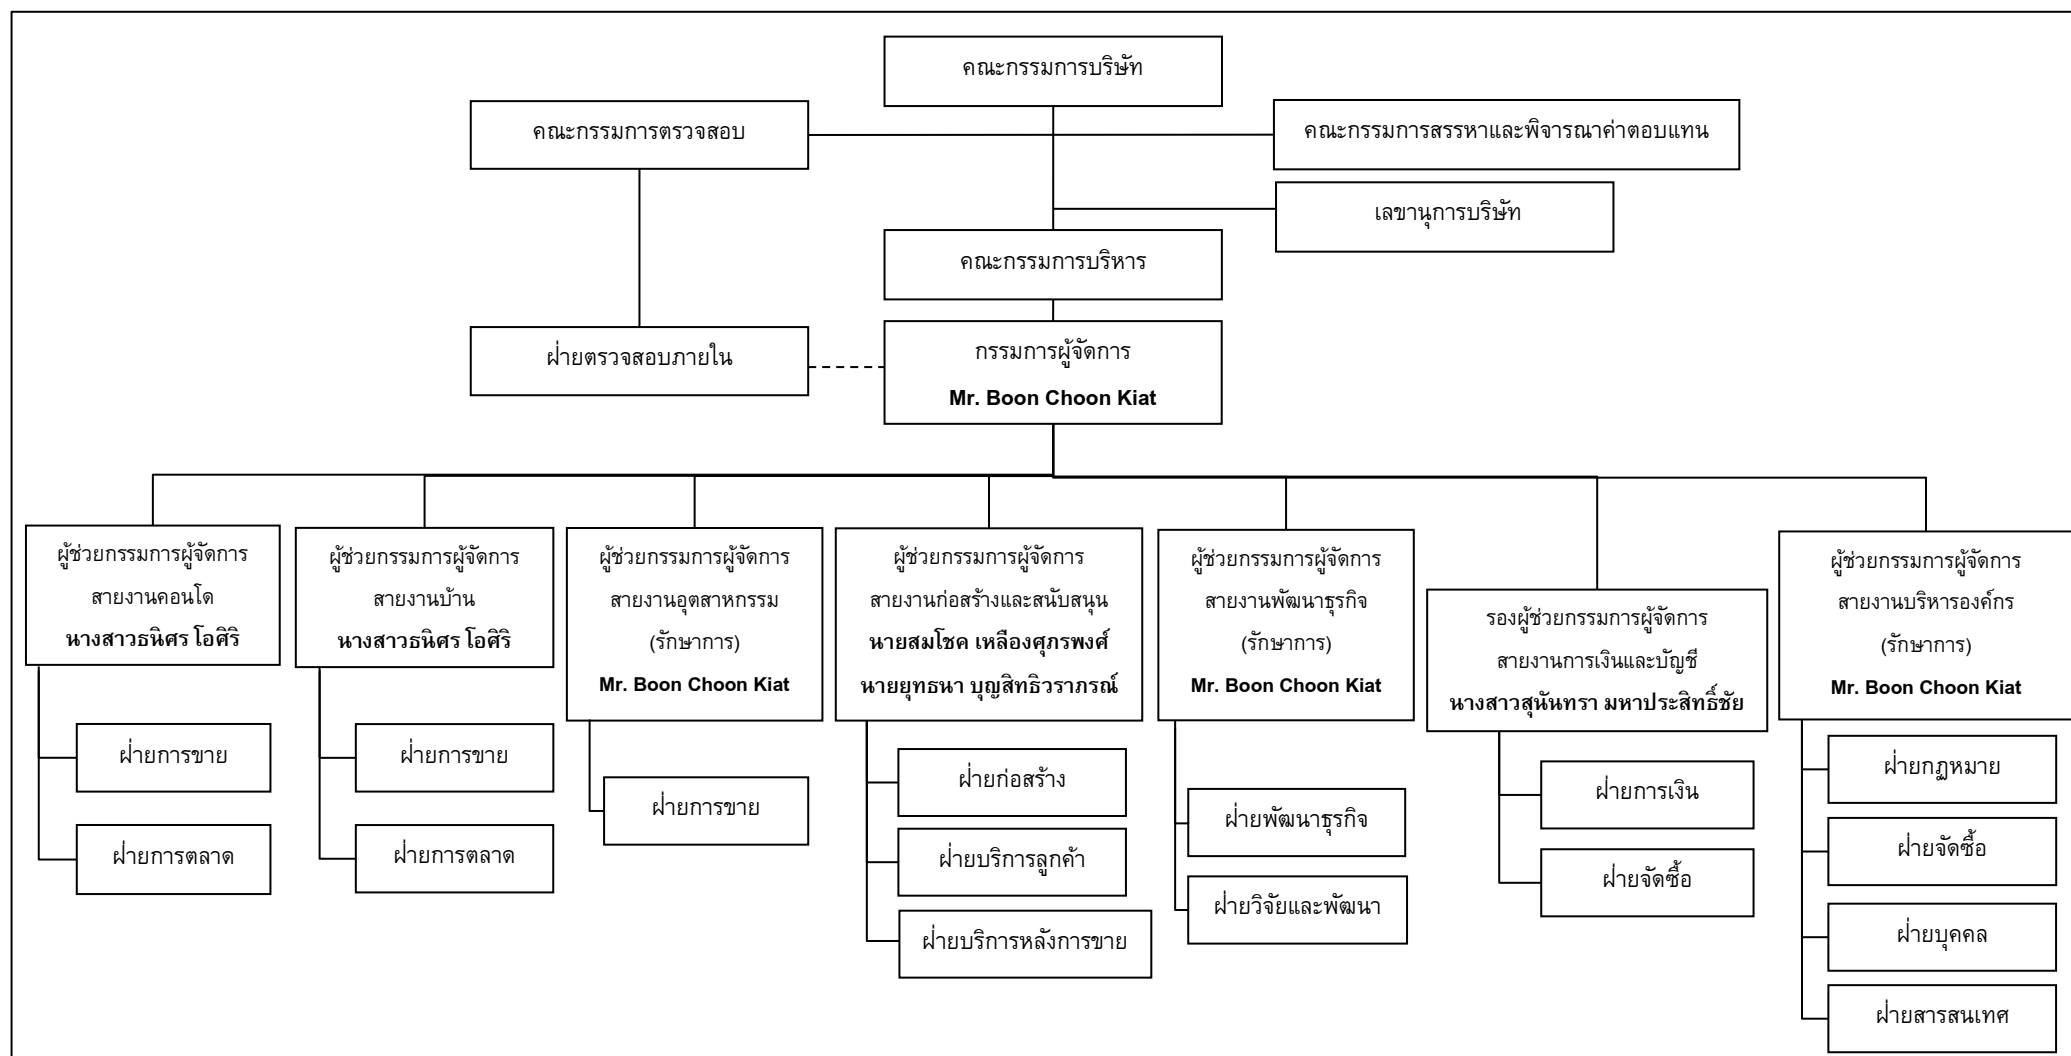 คณะกรรมการบริษัท
คณะกรรมการตรวจสอบ
คณะกรรมการสรรหาและพิจารณาค่าตอบแทน
เลขานุการบริษัท
คณะกรรมการบริหาร
ฝ่ายตรวจสอบภายใน
กรรมการผู้จัดการ
Mr. Boon Choon Kiat
ผู้ช่วยกรรมการผู้จัดการ
สายงานคอนโด
นางสาวธนิศร โอศิริ
ฝ่ายการขาย
ฝ่ายการตลาด
ผู้ช่วยกรรมการผู้จัดการ
สายงานบ้าน
นางสาวธนิศร โอศิริ
ฝ่ายการขาย
ฝ่ายการตลาด
ผู้ช่วยกรรมการผู้จัดการ
สายงานอุตสาหกรรม
(รักษาการ)
Mr. Boon Choon Kiat
ฝ่ายการขาย
ผู้ช่วยกรรมการผู้จัดการ
สายงานก่อสร้างและสนับสนุน
นายสมโชค เหลืองศุภรพงศ์
นายยุทธนา บุญสิทธิวราภรณ์
ฝ่ายก่อสร้าง
ฝ่ายบริการลูกค้า
ฝ่ายบริการหลังการขาย
ผู้ช่วยกรรมการผู้จัดการ
สายงานพัฒนาธุรกิจ
(รักษาการ)
Mr. Boon Choon Kiat
ฝ่ายพัฒนาธุรกิจ
ฝ่ายวิจัยและพัฒนา
รองผู้ช่วยกรรมการผู้จัดการ
สายงานการเงินและบัญชี
นางสาวสุนันทรา มหาประสิทธิ์ชัย
ฝ่ายการเงิน
ฝ่ายจัดซื้อ
ผู้ช่วยกรรมการผู้จัดการ
สายงานบริหารองค์กร
(รักษาการ)
Mr. Boon Choon Kiat
ฝ่ายกฏหมาย
ฝ่ายจัดซื้อ
ฝ่ายบุคคล
ฝ่ายสารสนเทศ